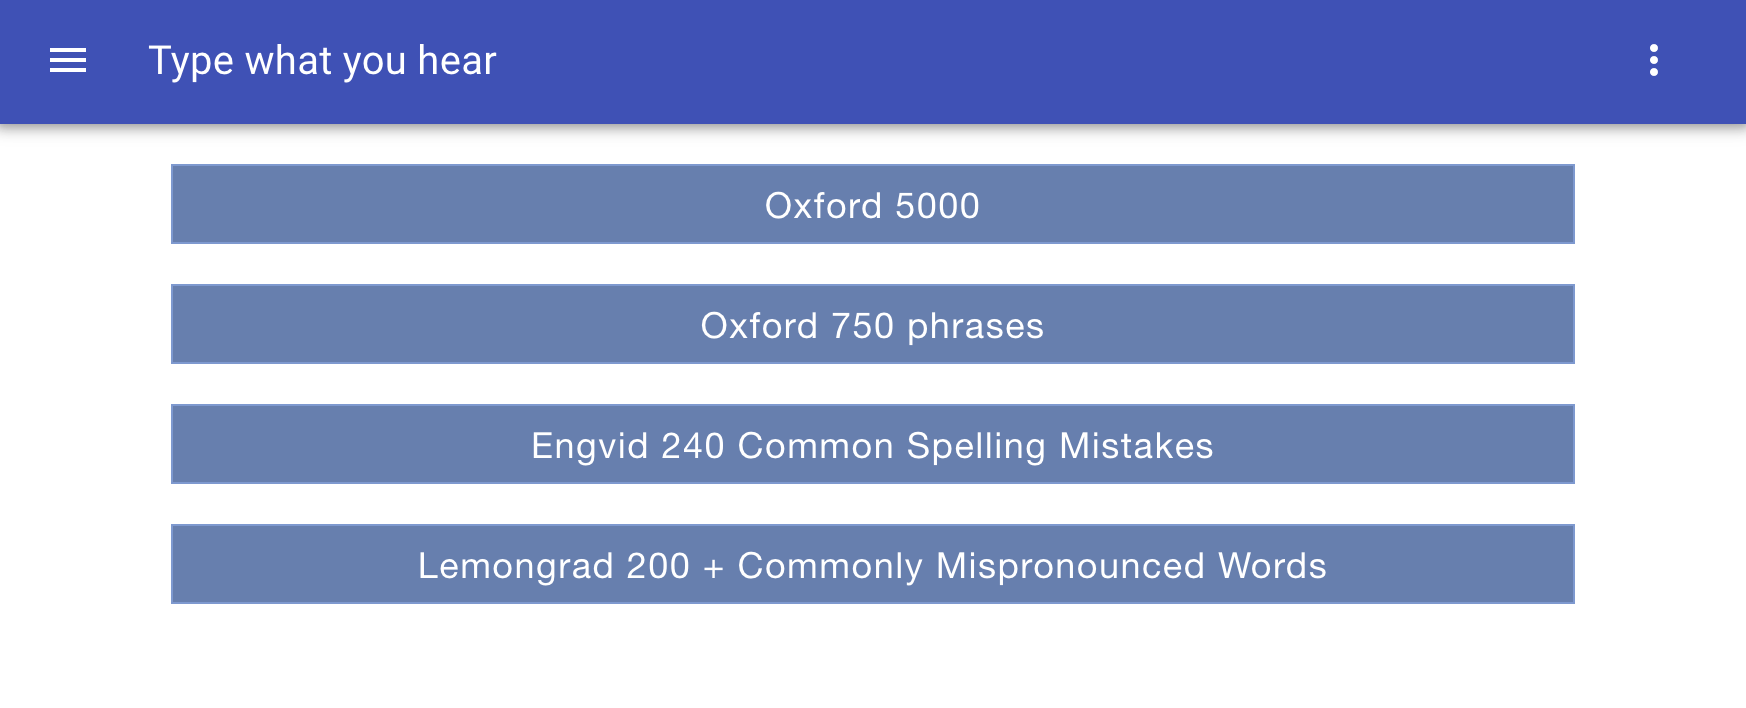 Type what you hear
Oxford 5000
Oxford 750 phrases
Engvid 240 Common Spelling Mistakes
Lemongrad 200 + Commonly Mispronounced Words